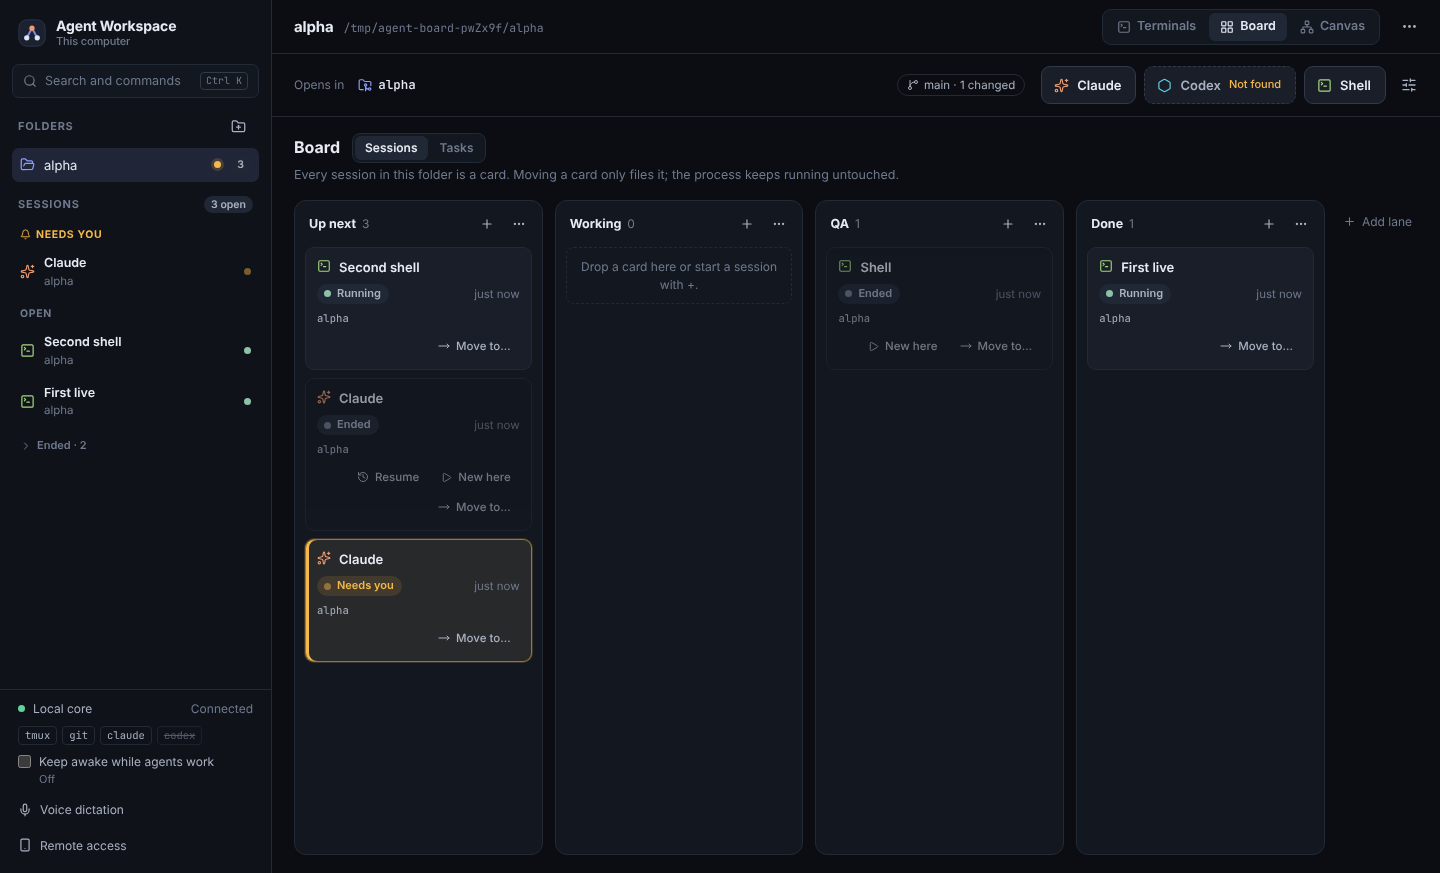 Agent Workspace
This computer
Search and commands Ctrl K
FOLDERS
alpha 3
SESSIONS 3 open
NEEDS YOU
Claude
alpha
OPEN
Second shell
alpha
First live
alpha
Ended · 2
Local core Connected
tmux git claude codex
Keep awake while agents work
Off
Voice dictation
Remote access
alpha /tmp/agent-board-pwZx9f/alpha
Terminals Board Canvas
Opens in alpha
main · 1 changed
Claude
Codex Not found
Shell
Board Sessions Tasks
Every session in this folder is a card. Moving a card only files it; the process keeps running untouched.
Up next 3
Second shell
Running just now
alpha
Move to...
Claude
Ended just now
alpha
Resume New here
Move to...
Claude
Needs you just now
alpha
Move to...
Working 0
Drop a card here or start a session
with +.
QA 1
Shell
Ended just now
alpha
New here Move to...
Done 1
First live
Running just now
alpha
Move to...
+ Add lane